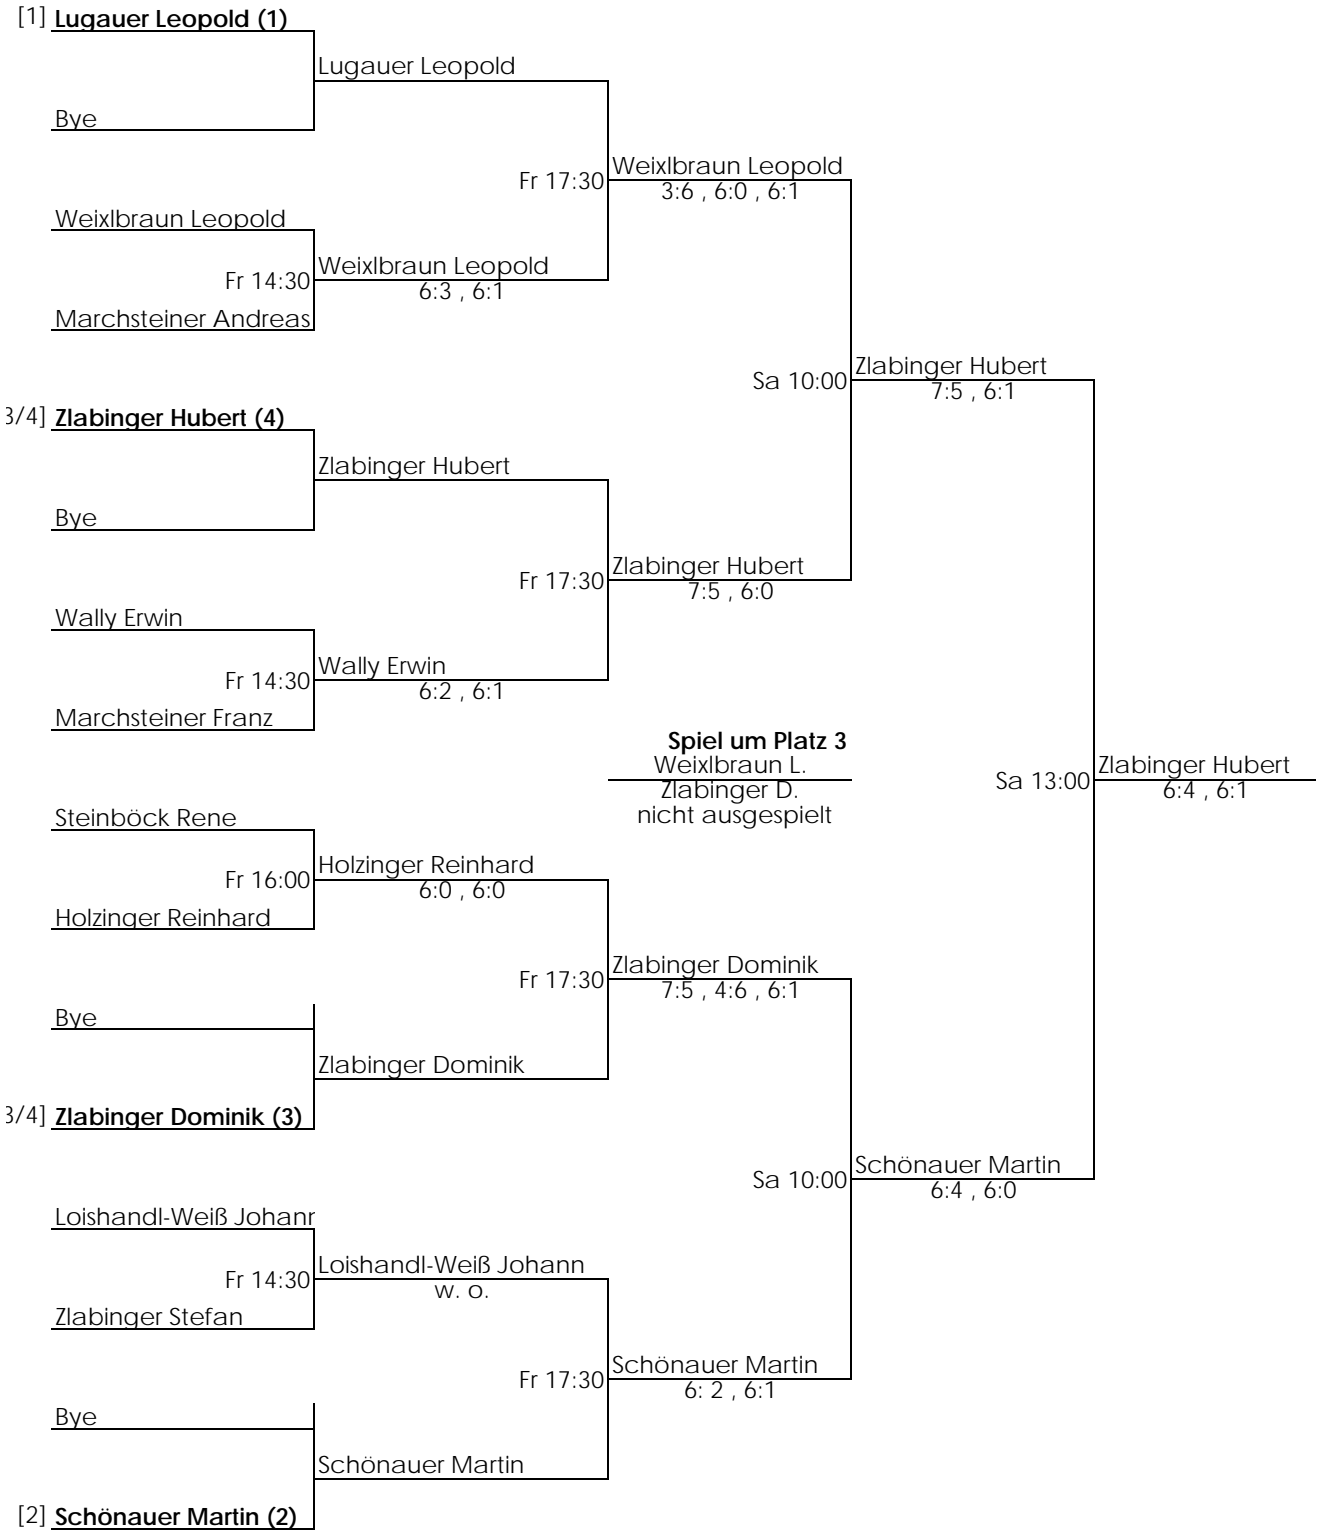 [1] Lugauer Leopold (1)
Lugauer Leopold
Bye
Fr 17:30 Weixlbraun Leopold
3:6 , 6:0 , 6:1
Weixlbraun Leopold
Fr 14:30 Weixlbraun Leopold
6:3 , 6:1
Marchsteiner Andreas
Sa 10:00 Zlabinger Hubert
7:5 , 6:1
3/4] Zlabinger Hubert (4)
Zlabinger Hubert
Bye
Fr 17:30 Zlabinger Hubert
7:5 , 6:0
Wally Erwin
Fr 14:30 Wally Erwin
6:2 , 6:1
Marchsteiner Franz
Spiel um Platz 3
Weixlbraun L.
Zlabinger D.
nicht ausgespielt
Sa 13:00 Zlabinger Hubert
6:4 , 6:1
Steinböck Rene
Fr 16:00 Holzinger Reinhard
6:0 , 6:0
Holzinger Reinhard
Fr 17:30 Zlabinger Dominik
7:5 , 4:6 , 6:1
Bye
Zlabinger Dominik
3/4] Zlabinger Dominik (3)
Sa 10:00 Schönauer Martin
6:4 , 6:0
Loishandl-Weiß Johann
Fr 14:30 Loishandl-Weiß Johann
w. o.
Zlabinger Stefan
Fr 17:30 Schönauer Martin
6: 2 , 6:1
Bye
Schönauer Martin
[2] Schönauer Martin (2)